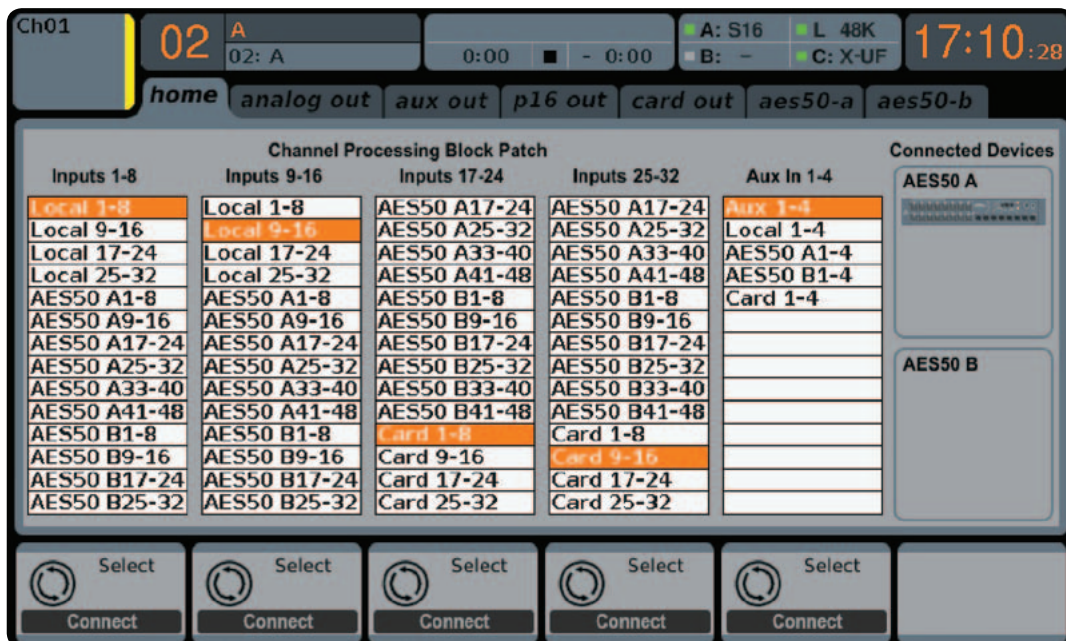 Ch01
02
A
02: A
0:00 - 0:00
A: S16 L 48K
B: - C: X-UF
17:10:28
home analog out aux out p16 out card out aes50-a aes50-b
Channel Processing Block Patch
Connected Devices
Inputs 1-8 Inputs 9-16 Inputs 17-24 Inputs 25-32 Aux In 1-4
AES50 A
Local 1-8 Local 1-8 AES50 A17-24 AES50 A17-24 Aux 1-4
Local 9-16 Local 9-16 AES50 A25-32 AES50 A25-32 Local 1-4
Local 17-24 Local 17-24 AES50 A33-40 AES50 A33-40 AES50 A1-4
Local 25-32 Local 25-32 AES50 A41-48 AES50 A41-48 AES50 B1-4
AES50 A1-8 AES50 A1-8 AES50 B1-8 AES50 B1-8 Card 1-4
AES50 A9-16 AES50 A9-16 AES50 B9-16 AES50 B9-16
AES50 A17-24 AES50 A17-24 AES50 B17-24 AES50 B17-24
AES50 A25-32 AES50 A25-32 AES50 B25-32 AES50 B25-32
AES50 B
AES50 A33-40 AES50 A33-40 AES50 B33-40 AES50 B33-40
AES50 A41-48 AES50 A41-48 AES50 B41-48 AES50 B41-48
AES50 B1-8 AES50 B1-8 Card 1-8 Card 1-8
AES50 B9-16 AES50 B9-16 Card 9-16 Card 9-16
AES50 B17-24 AES50 B17-24 Card 17-24 Card 17-24
AES50 B25-32 AES50 B25-32 Card 25-32 Card 25-32
Select Select Select Select Select
Connect Connect Connect Connect Connect